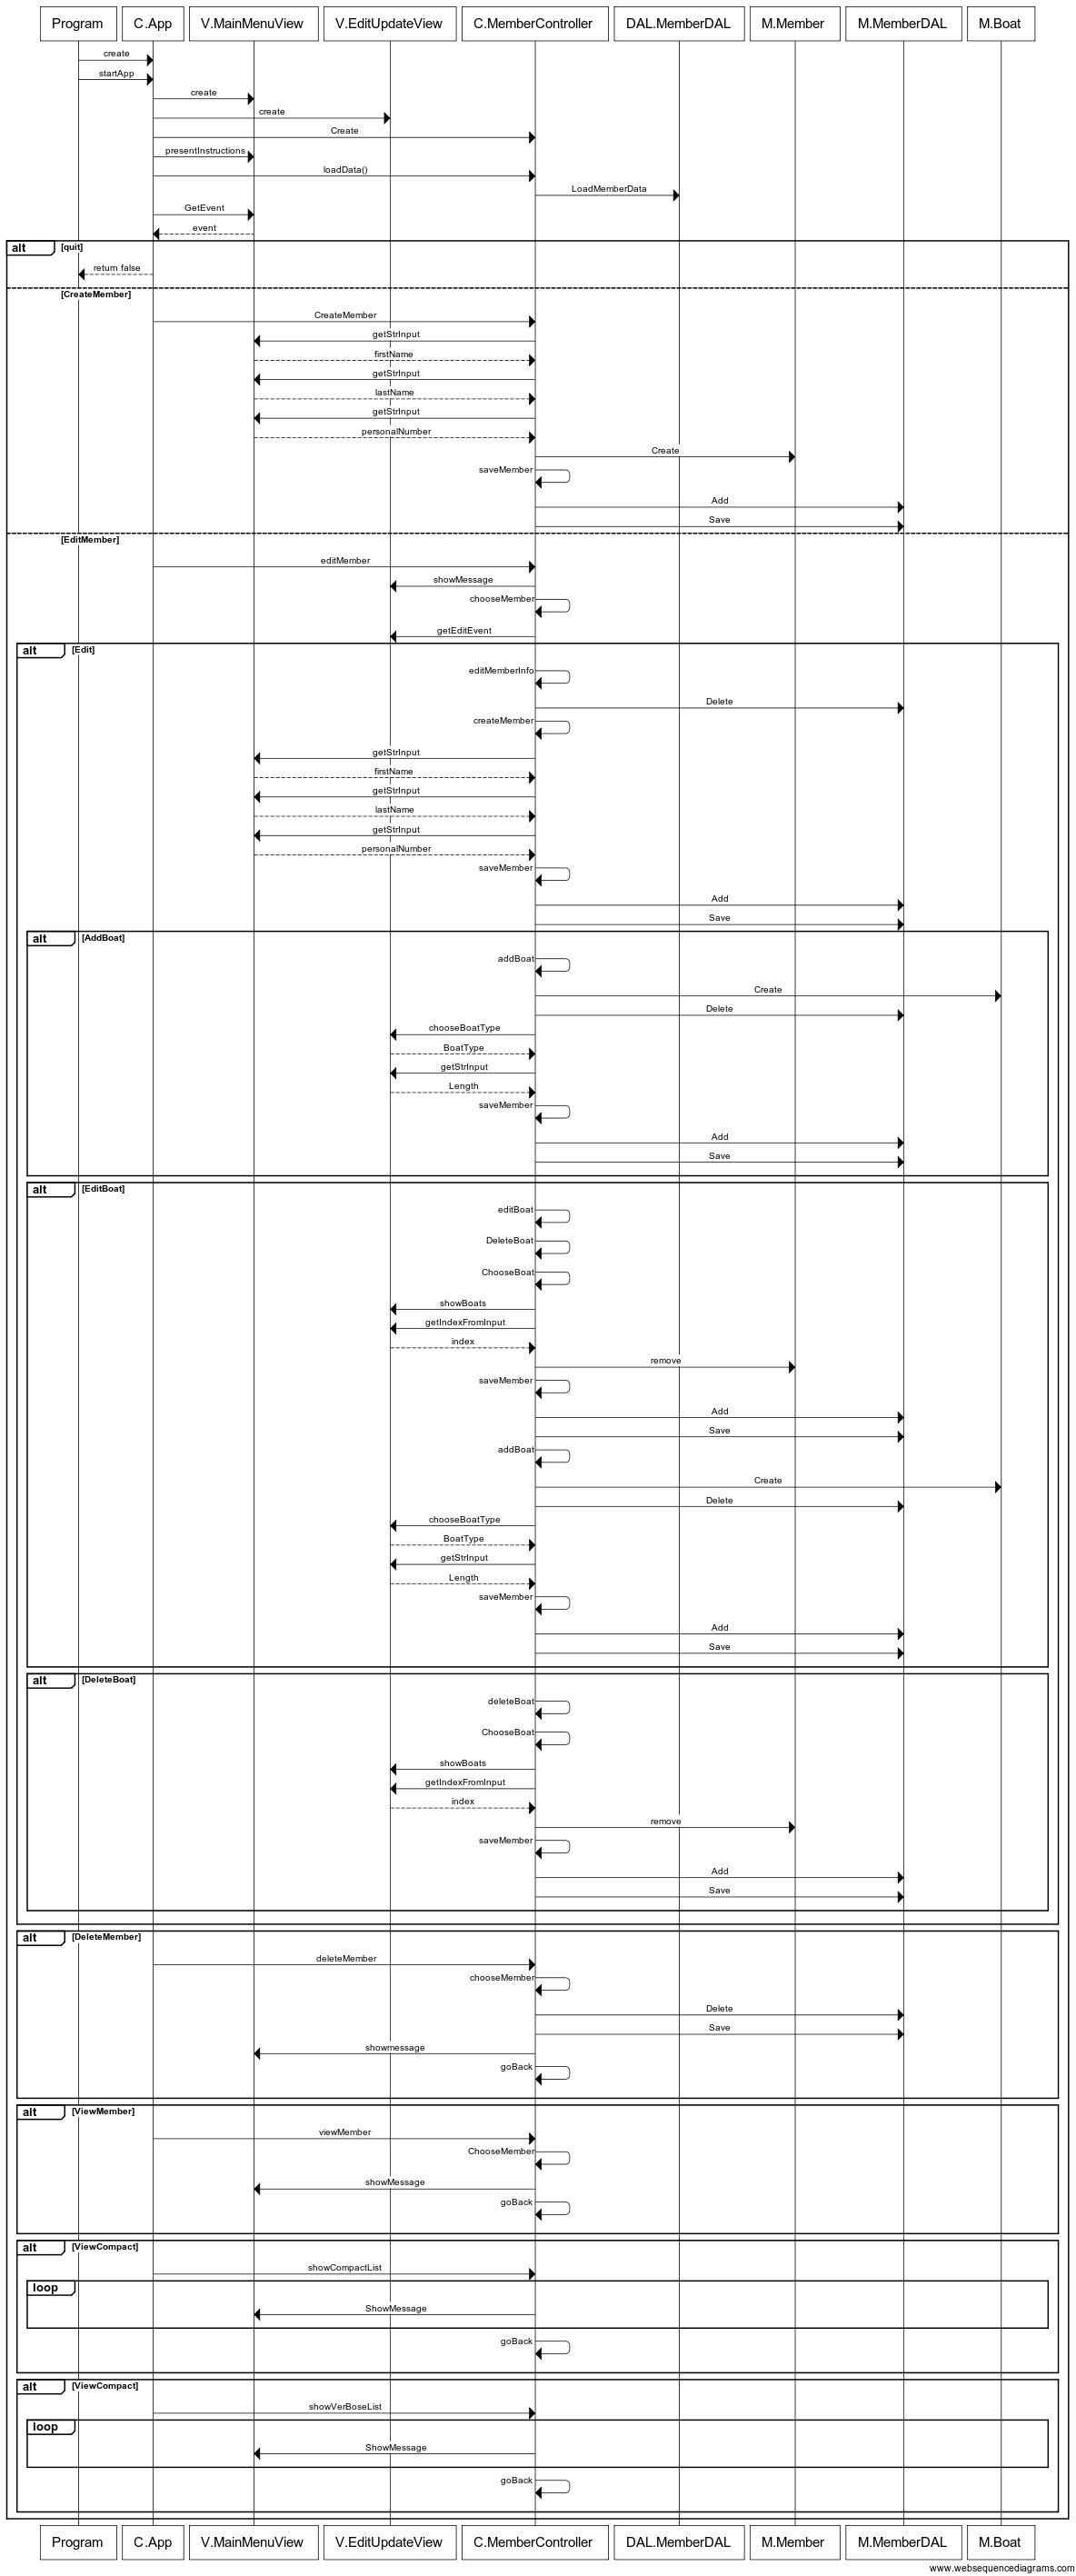 Program C.App V.MainMenuView V.EditUpdateView C.MemberController DAL.MemberDAL M.Member M.MemberDAL M.Boat
create
startApp
create
create
Create
presentInstructions
loadData()
LoadMemberData
GetEvent
event
alt [quit]
return false
[CreateMember]
CreateMember
getStrInput
firstName
getStrInput
lastName
getStrInput
personalNumber
Create
saveMember
Add
Save
[EditMember]
editMember
showMessage
chooseMember
getEditEvent
alt [Edit]
editMemberInfo
Delete
createMember
getStrInput
firstName
getStrInput
lastName
getStrInput
personalNumber
saveMember
Add
Save
alt [AddBoat]
addBoat
Create
Delete
chooseBoatType
BoatType
getStrInput
Length
saveMember
Add
Save
alt [EditBoat]
editBoat
DeleteBoat
ChooseBoat
showBoats
getIndexFromInput
index
remove
saveMember
Add
Save
addBoat
Create
Delete
chooseBoatType
BoatType
getStrInput
Length
saveMember
Add
Save
alt [DeleteBoat]
deleteBoat
ChooseBoat
showBoats
getIndexFromInput
index
remove
saveMember
Add
Save
alt [DeleteMember]
deleteMember
chooseMember
Delete
Save
showmessage
goBack
alt [ViewMember]
viewMember
ChooseMember
showMessage
goBack
alt [ViewCompact]
showCompactList
loop
ShowMessage
goBack
alt [ViewCompact]
showVerBoseList
loop
ShowMessage
goBack
Program C.App V.MainMenuView V.EditUpdateView C.MemberController DAL.MemberDAL M.Member M.MemberDAL M.Boat
www.websequencediagrams.com